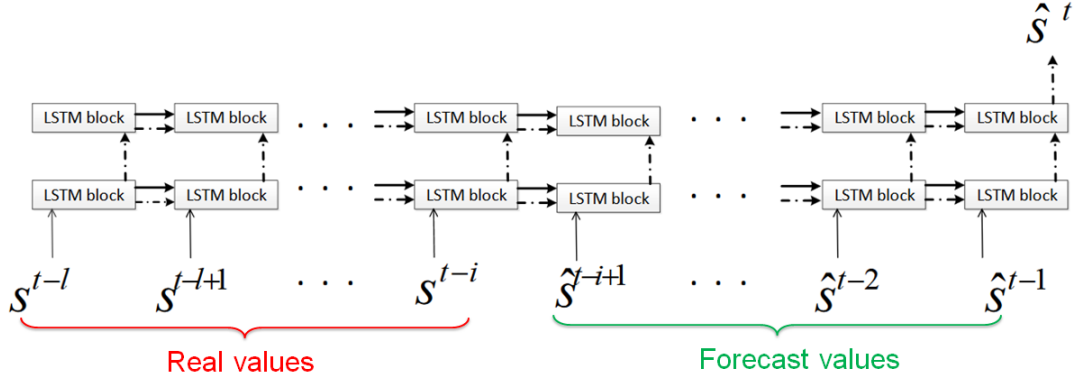 ŝ t
LSTM block LSTM block . . . LSTM block LSTM block . . . LSTM block LSTM block
LSTM block LSTM block . . . LSTM block LSTM block . . . LSTM block LSTM block
s^{t-l} s^{t-l+1} . . . s^{t-i} ŝ^{t-i+1} . . . ŝ^{t-2} ŝ^{t-1}
Real values Forecast values